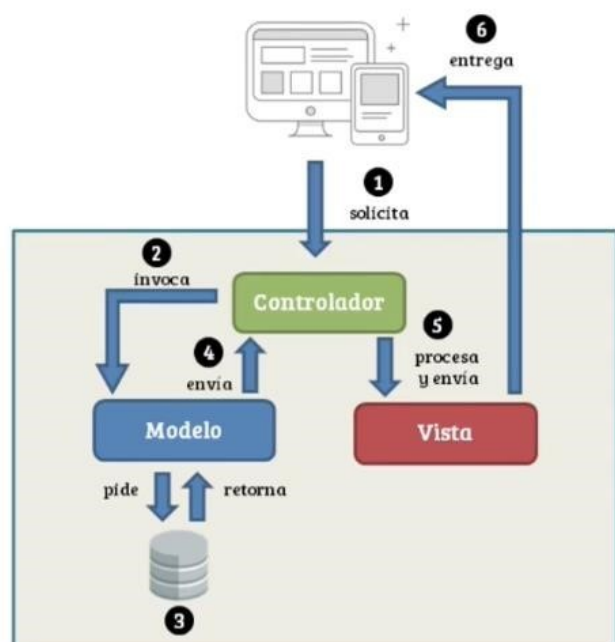 6
entrega
1
solicita
2
invoca
Controlador
4
envía
5
procesa
y envía
Modelo
Vista
pide
retorna
3